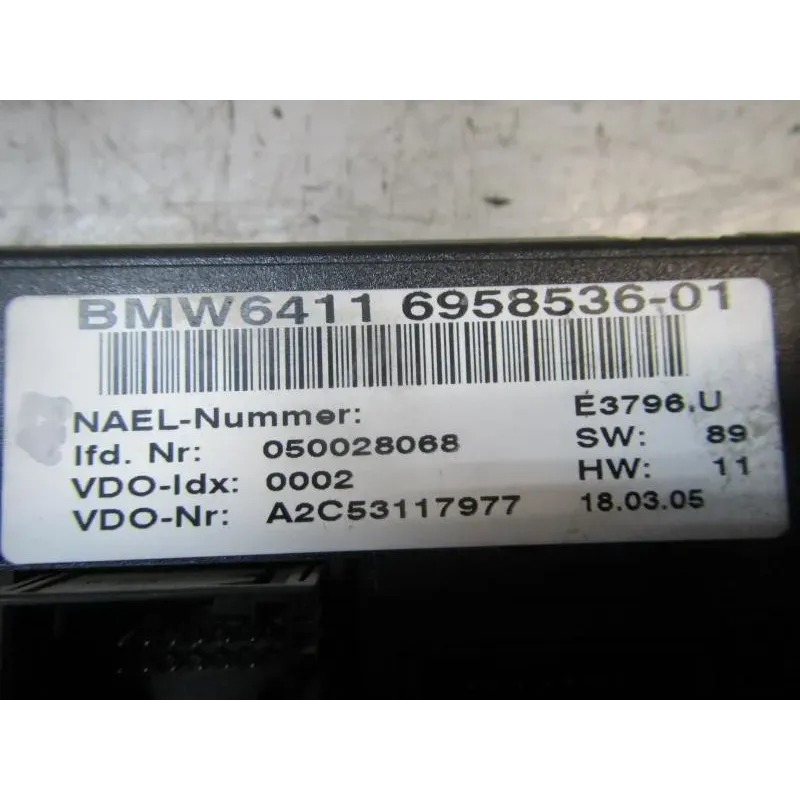 BMW6411 6958536-01
NAEL-Nummer: E3796.U
lfd. Nr: 050028068 SW: 89
VDO-Idx: 0002 HW: 11
VDO-Nr: A2C53117977 18.03.05